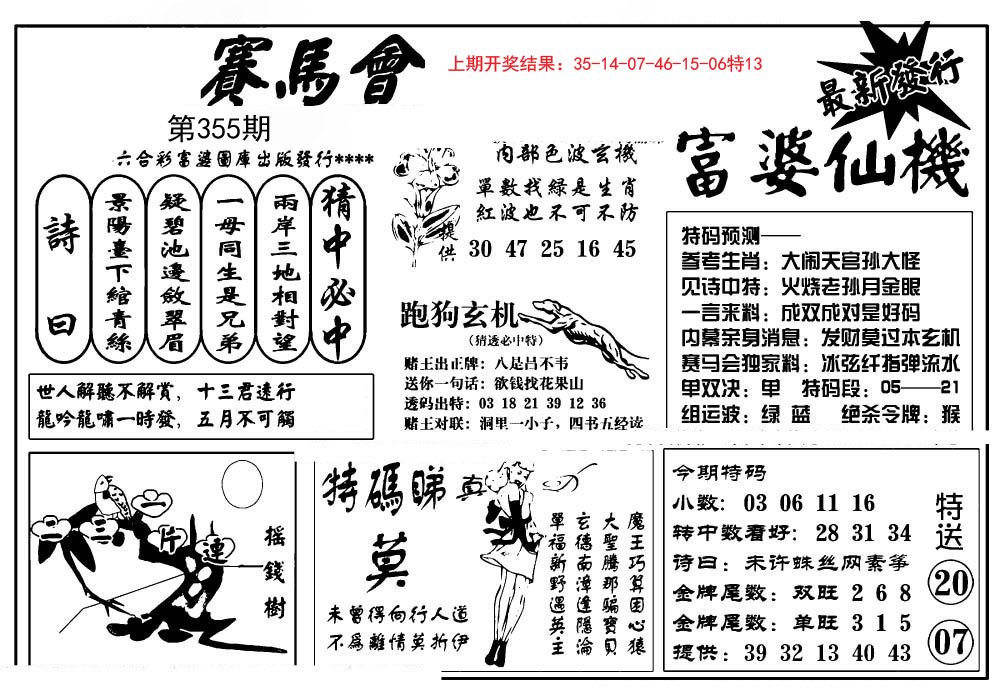 賽馬會
上期开奖结果：35-14-07-46-15-06特13
最新發行
第355期
六合彩富婆圖庫出版發行****
富婆仙機
詩曰
景陽臺下綰青絲
疑碧池邊斂翠眉
一母同生是兄弟
兩岸三地相對望
猜中必中
世人解聽不解賞，十三君遠行
龍吟龍嘯一時發，五月不可觸
内部色波玄機
單數找綠是生肖
紅波也不可不防
提供
30 47 25 16 45
跑狗玄机
(猜透必中特)
赌王出正牌：八是吕不韦
送你一句话：欲钱找花果山
透码出特：03 18 21 39 12 36
赌王对联：洞里一小子，四书五经读
特码预测——
参考生肖：大闹天宫孙大怪
见诗中特：火烧老孙月金眼
一言来料：成双成对是好码
内幕亲身消息：发财莫过本玄机
赛马会独家料：冰弦纤指弹流水
单双决：单 特码段：05——21
组运波：绿 蓝 绝杀令牌：猴
二三片一連
搖錢樹
特碼睇真
莫
未曾得向行人道
不爲離情莫折伊
魔王巧算困心猿
大聖騰那騙寶貝
玄德南漳逢隱淪
單福新野遇英主
今期特码
小数：03 06 11 16
转中数看好：28 31 34
诗曰：未许蛛丝网素筝
金牌尾数：双旺 2 6 8
金牌尾数：单旺 3 1 5
提供：39 32 13 40 43
特送
20
07